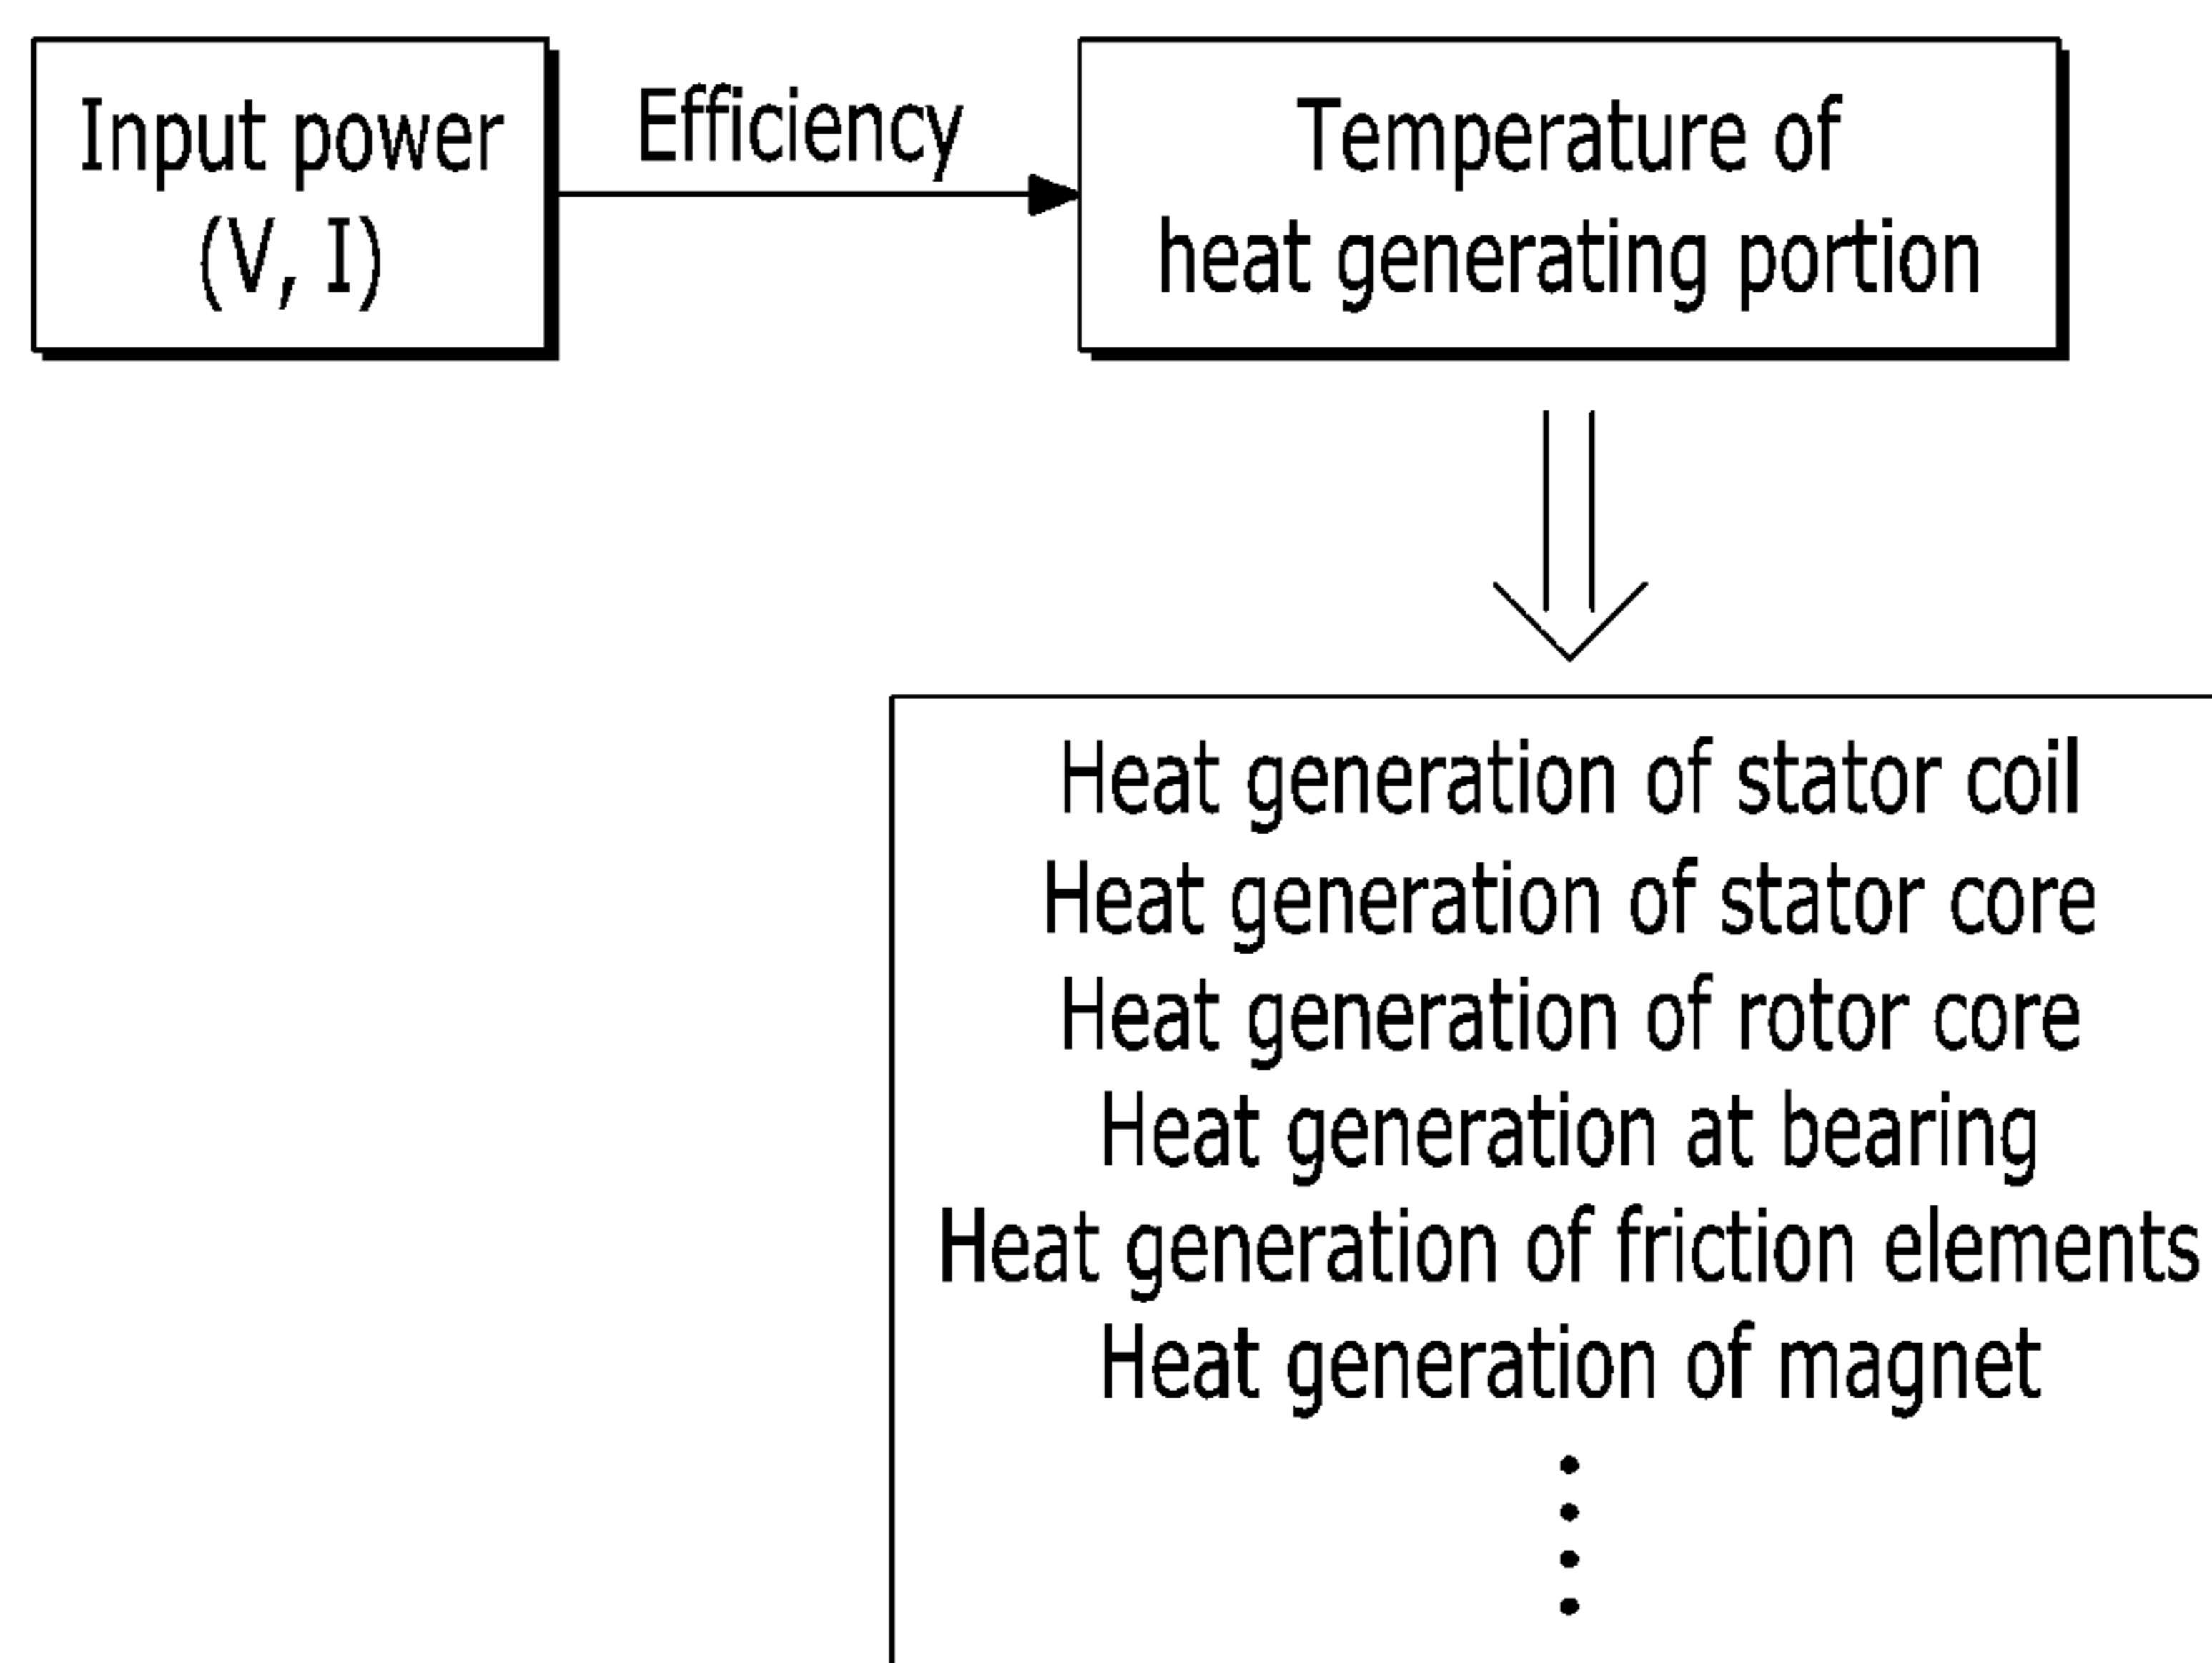 Input power
(V, I)
Efficiency
Temperature of
heat generating portion
Heat generation of stator coil
Heat generation of stator core
Heat generation of rotor core
Heat generation at bearing
Heat generation of friction elements
Heat generation of magnet